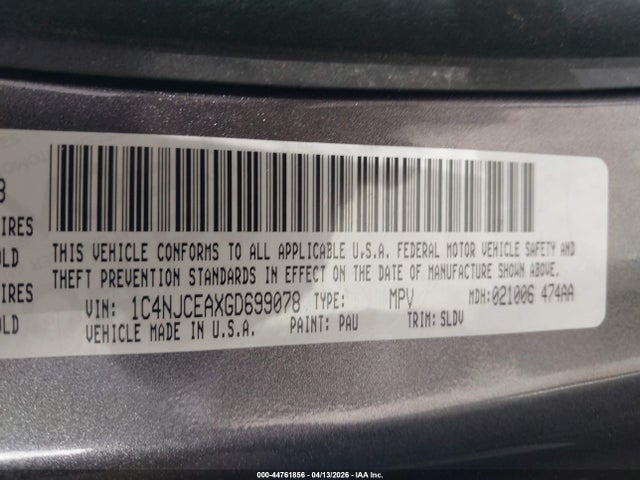 3
IRES
OLD
IRES
OLD
THIS VEHICLE CONFORMS TO ALL APPLICABLE U.S.A. FEDERAL MOTOR VEHICLE SAFETY AND
THEFT PREVENTION STANDARDS IN EFFECT ON THE DATE OF MANUFACTURE SHOWN ABOVE.
VIN: 1C4NJCEAXGD699078 TYPE: MPV MDH:021006 474AA
VEHICLE MADE IN U.S.A. PAINT: PAU TRIM: SLDV
000-44761856 - 04/13/2026 - IAA Inc.